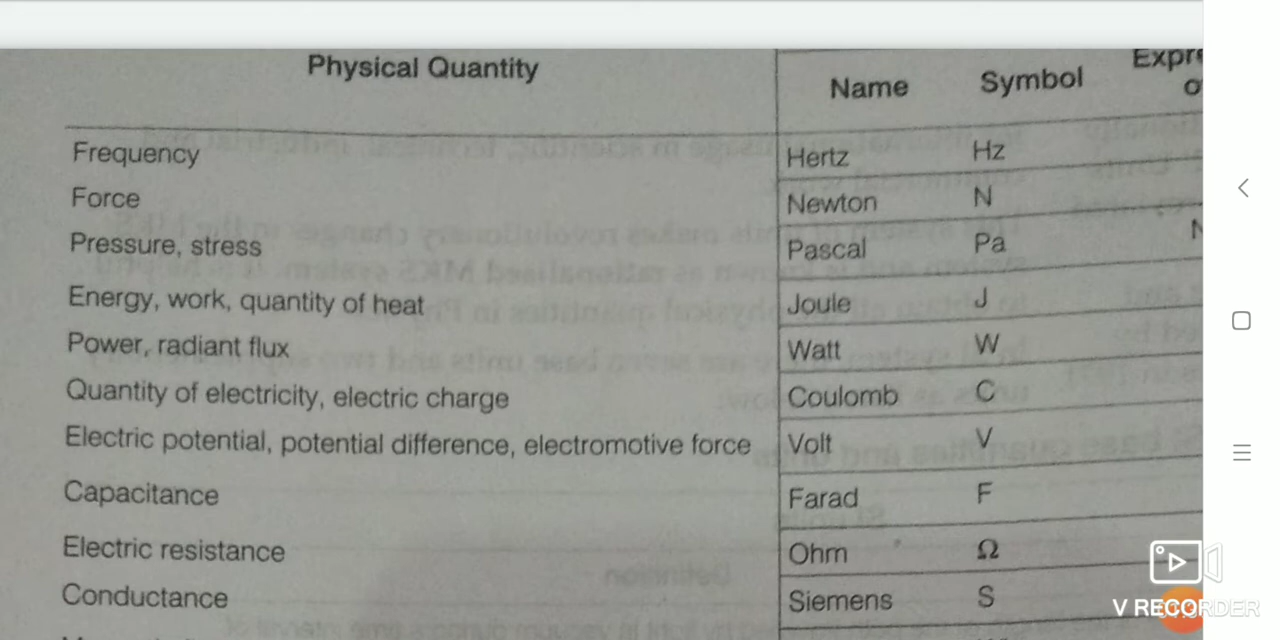 Physical Quantity Name Symbol
Frequency Hertz Hz
Force Newton N
Pressure, stress Pascal Pa
Energy, work, quantity of heat Joule J
Power, radiant flux Watt W
Quantity of electricity, electric charge Coulomb C
Electric potential, potential difference, electromotive force Volt V
Capacitance Farad F
Electric resistance Ohm Ω
Conductance Siemens S
V RECORDER